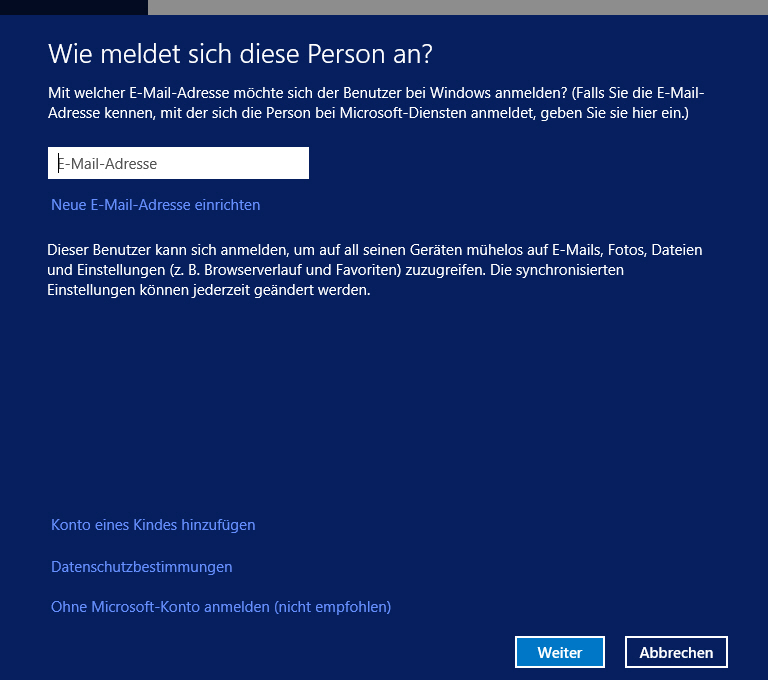 Wie meldet sich diese Person an?
Mit welcher E-Mail-Adresse möchte sich der Benutzer bei Windows anmelden? (Falls Sie die E-Mail-
Adresse kennen, mit der sich die Person bei Microsoft-Diensten anmeldet, geben Sie sie hier ein.)
E-Mail-Adresse
Neue E-Mail-Adresse einrichten
Dieser Benutzer kann sich anmelden, um auf all seinen Geräten mühelos auf E-Mails, Fotos, Dateien
und Einstellungen (z. B. Browserverlauf und Favoriten) zuzugreifen. Die synchronisierten
Einstellungen können jederzeit geändert werden.
Konto eines Kindes hinzufügen
Datenschutzbestimmungen
Ohne Microsoft-Konto anmelden (nicht empfohlen)
Weiter Abbrechen